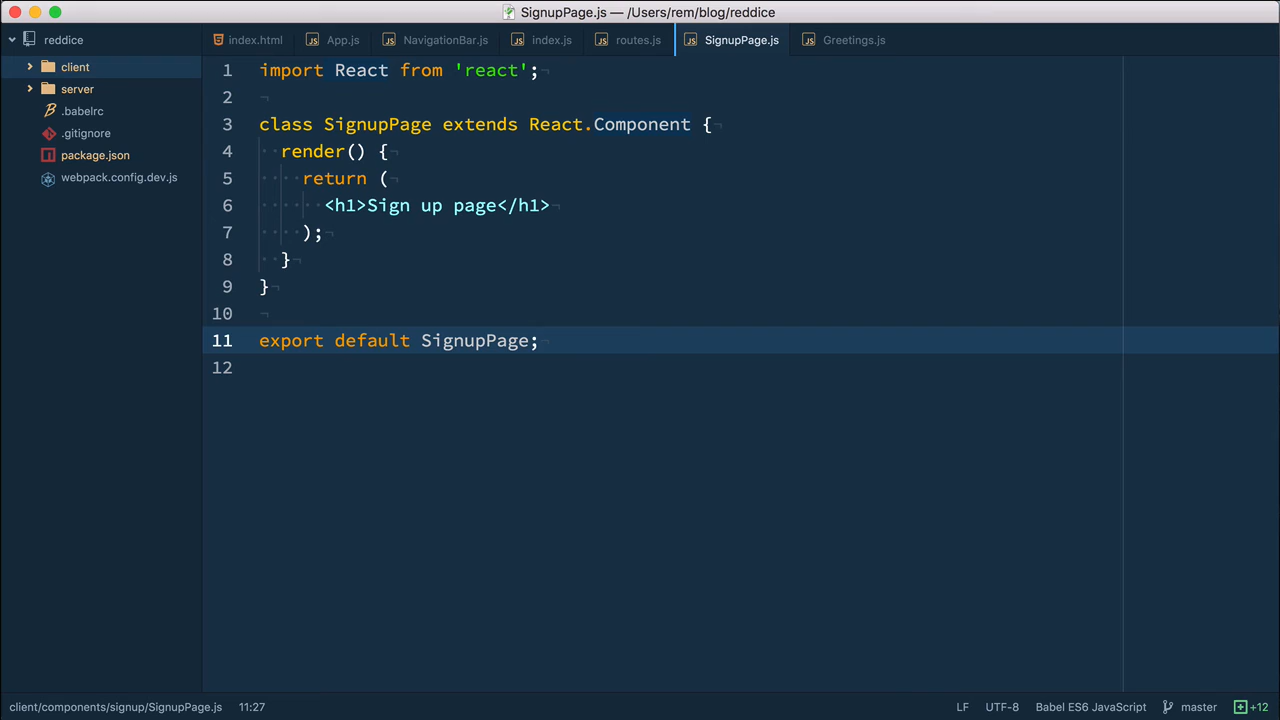 SignupPage.js — /Users/rem/blog/reddice
reddice
index.html
App.js
NavigationBar.js
index.js
routes.js
SignupPage.js
Greetings.js
client
server
.babelrc
.gitignore
package.json
webpack.config.dev.js
1 import React from 'react';
2
3 class SignupPage extends React.Component {
4 render() {
5 return (
6 <h1>Sign up page</h1>
7 );
8 }
9 }
10
11 export default SignupPage;
12
client/components/signup/SignupPage.js 11:27 LF UTF-8 Babel ES6 JavaScript master +12